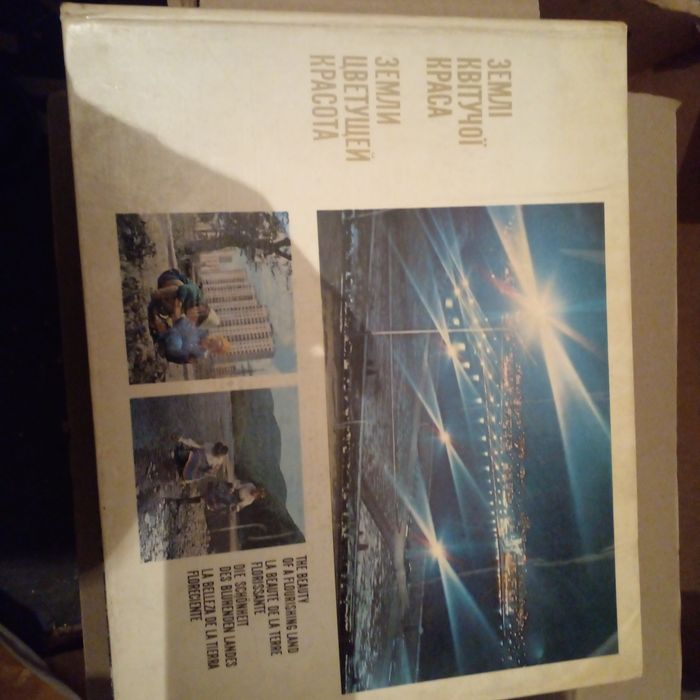 ЗЕМЛІ
КВІТУЧОЇ
КРАСА
ЗЕМЛИ
ЦВЕТУЩЕЙ
КРАСОТА
THE BEAUTY
OF A FLOURISHING LAND
LA BEAUTE DE LA TERRE
FLORISSANTE
DIE SCHÖNHEIT
DES BLÜHENDEN LANDES
LA BELLEZA DE LA TIERRA
FLORECIENTE